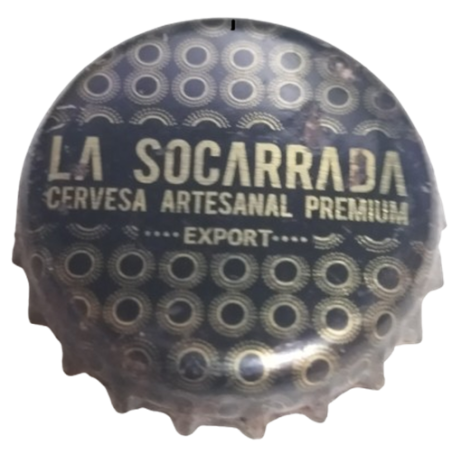 LA SOCARRADA
CERVESA ARTESANAL PREMIUM
····EXPORT····